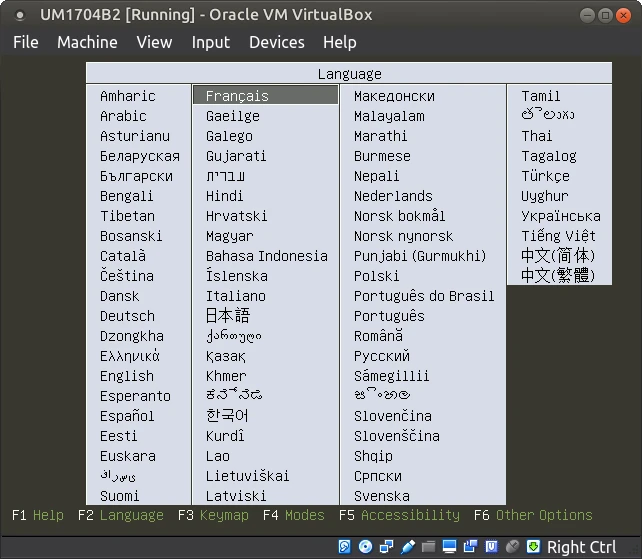 UM1704B2 [Running] - Oracle VM VirtualBox
File Machine View Input Devices Help
Language
Amharic
Arabic
Asturianu
Беларуская
Български
Bengali
Tibetan
Bosanski
Català
Čeština
Dansk
Deutsch
Dzongkha
Ελληνικά
English
Esperanto
Español
Eesti
Euskara
Suomi
Français
Gaeilge
Galego
Gujarati
עברית
Hindi
Hrvatski
Magyar
Bahasa Indonesia
Íslenska
Italiano
日本語
ქართული
Қазақ
Khmer
ಕನ್ನಡ
한국어
Kurdî
Lao
Lietuviškai
Latviski
Македонски
Malayalam
Marathi
Burmese
Nepali
Nederlands
Norsk bokmål
Norsk nynorsk
Punjabi (Gurmukhi)
Polski
Português do Brasil
Português
Română
Русский
Sámegillii
සිංහල
Slovenčina
Slovenščina
Shqip
Српски
Svenska
Tamil
తెలుగు
Thai
Tagalog
Türkçe
Uyghur
Українська
Tiếng Việt
中文(简体)
中文(繁體)
F1 Help F2 Language F3 Keymap F4 Modes F5 Accessibility F6 Other Options
Right Ctrl